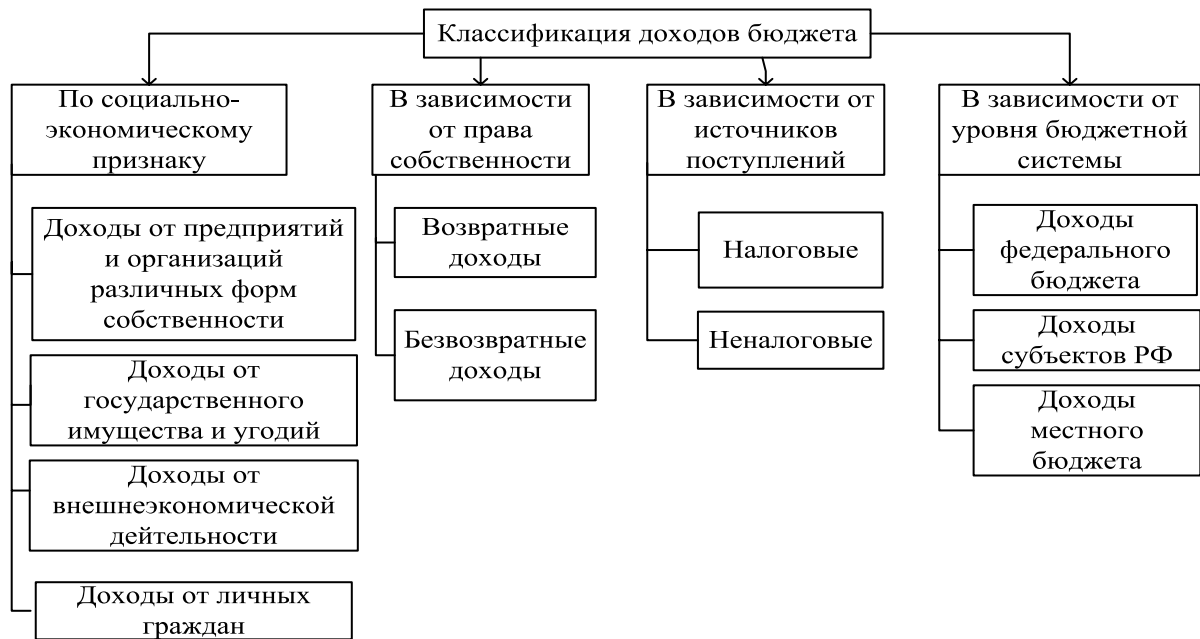 Классификация доходов бюджета
По социально-
экономическому
признаку
Доходы от предприятий
и организаций
различных форм
собственности
Доходы от
государственного
имущества и угодий
Доходы от
внешнеэкономической
дейтельности
Доходы от личных
граждан
В зависимости
от права
собственности
Возвратные
доходы
Безвозвратные
доходы
В зависимости от
источников
поступлений
Налоговые
Неналоговые
В зависимости от
уровня бюджетной
системы
Доходы
федерального
бюджета
Доходы
субъектов РФ
Доходы
местного
бюджета